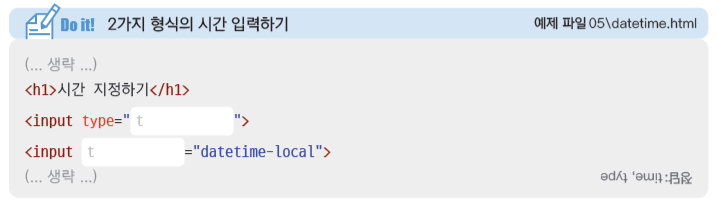 Do it! 2가지 형식의 시간 입력하기 예제 파일 05\datetime.html
(... 생략 ...)
<h1>시간 지정하기</h1>
<input type="t">
<input t="datetime-local">
(... 생략 ...) 정답: time, type